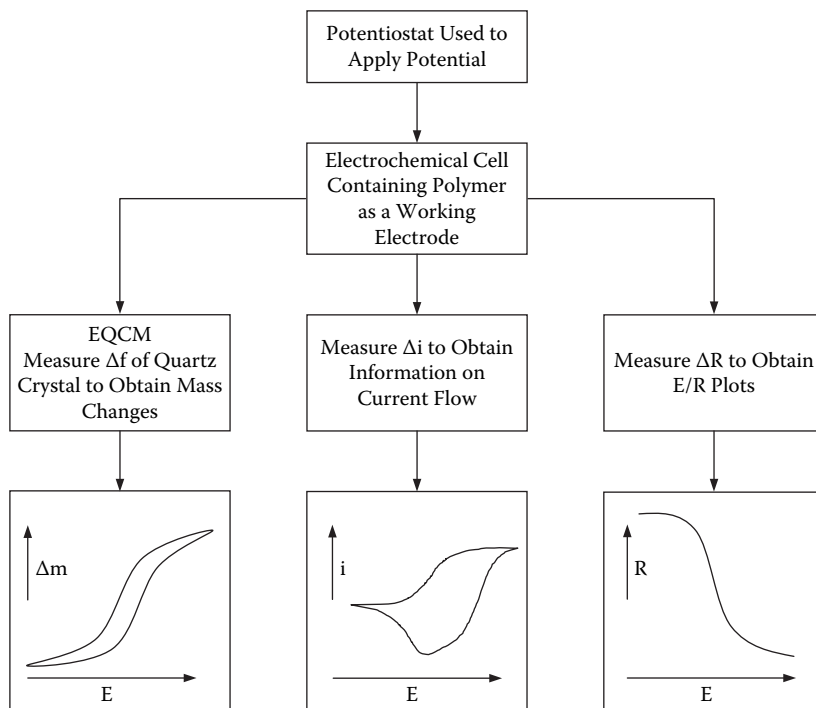 Potentiostat Used to
Apply Potential
Electrochemical Cell
Containing Polymer
as a Working
Electrode
EQCM
Measure Δf of Quartz
Crystal to Obtain Mass
Changes
Measure Δi to Obtain
Information on
Current Flow
Measure ΔR to Obtain
E/R Plots
Δm
E
i
E
R
E